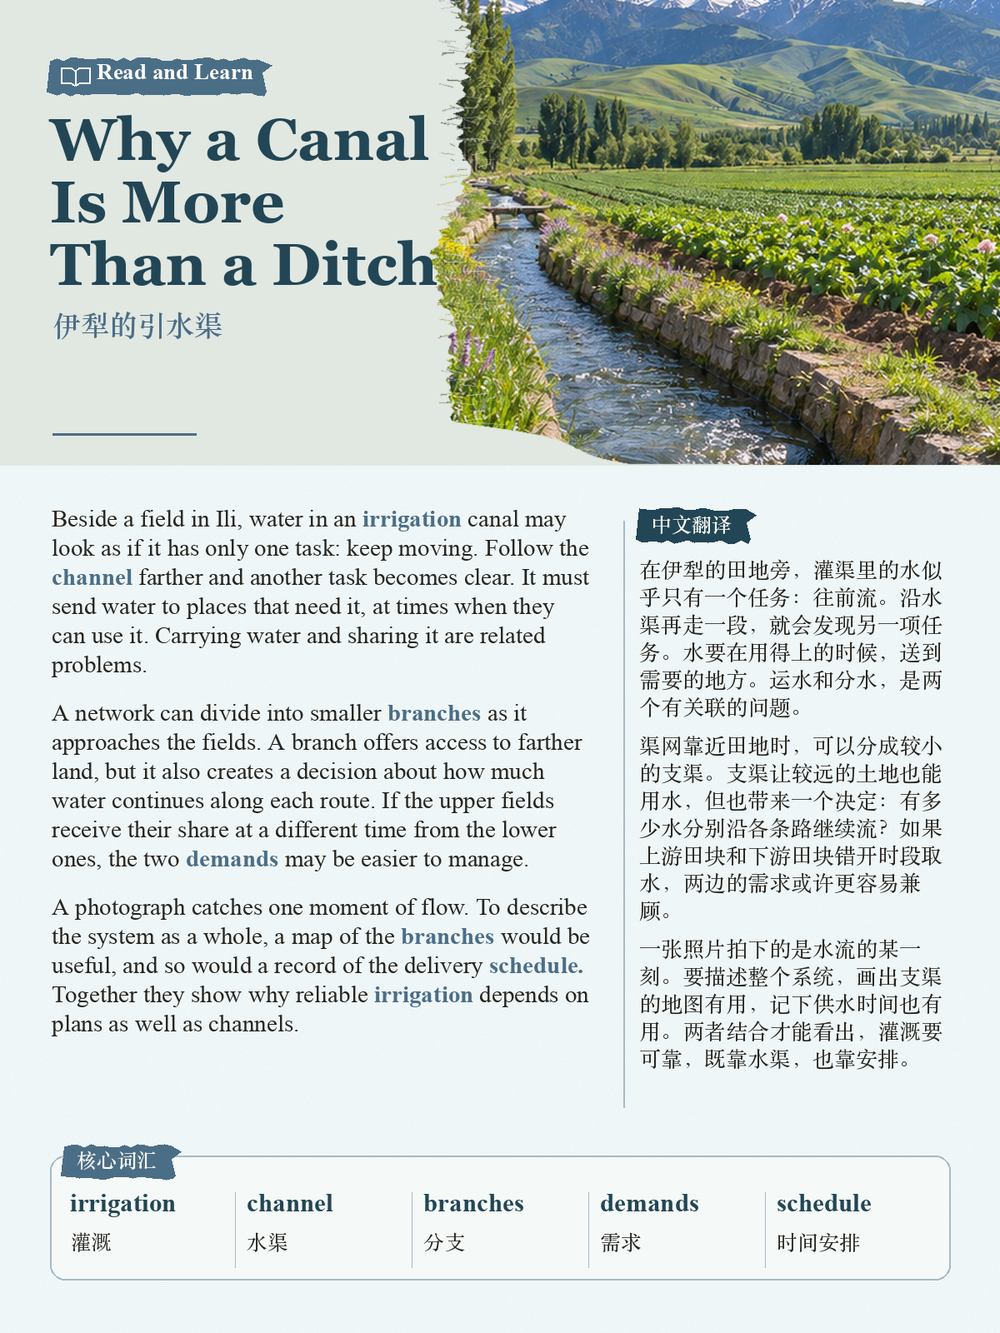 Read and Learn
Why a Canal
Is More
Than a Ditch
伊犁的引水渠
Beside a field in Ili, water in an irrigation canal may
look as if it has only one task: keep moving. Follow the
channel farther and another task becomes clear. It must
send water to places that need it, at times when they
can use it. Carrying water and sharing it are related
problems.
A network can divide into smaller branches as it
approaches the fields. A branch offers access to farther
land, but it also creates a decision about how much
water continues along each route. If the upper fields
receive their share at a different time from the lower
ones, the two demands may be easier to manage.
A photograph catches one moment of flow. To describe
the system as a whole, a map of the branches would be
useful, and so would a record of the delivery schedule.
Together they show why reliable irrigation depends on
plans as well as channels.
中文翻译
在伊犁的田地旁，灌渠里的水似
乎只有一个任务：往前流。沿水
渠再走一段，就会发现另一项任
务。水要在用得上的时候，送到
需要的地方。运水和分水，是两
个有关联的问题。
渠网靠近田地时，可以分成较小
的支渠。支渠让较远的土地也能
用水，但也带来一个决定：有多
少水分别沿各条路继续流？如果
上游田块和下游田块错开时段取
水，两边的需求或许更容易兼
顾。
一张照片拍下的是水流的某一
刻。要描述整个系统，画出支渠
的地图有用，记下供水时间也有
用。两者结合才能看出，灌溉要
可靠，既靠水渠，也靠安排。
核心词汇
irrigation
灌溉
channel
水渠
branches
分支
demands
需求
schedule
时间安排